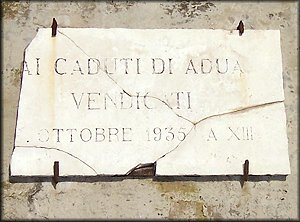 AI CADUTI DI ADUA
VENDICATI
OTTOBRE 1935 A XIII